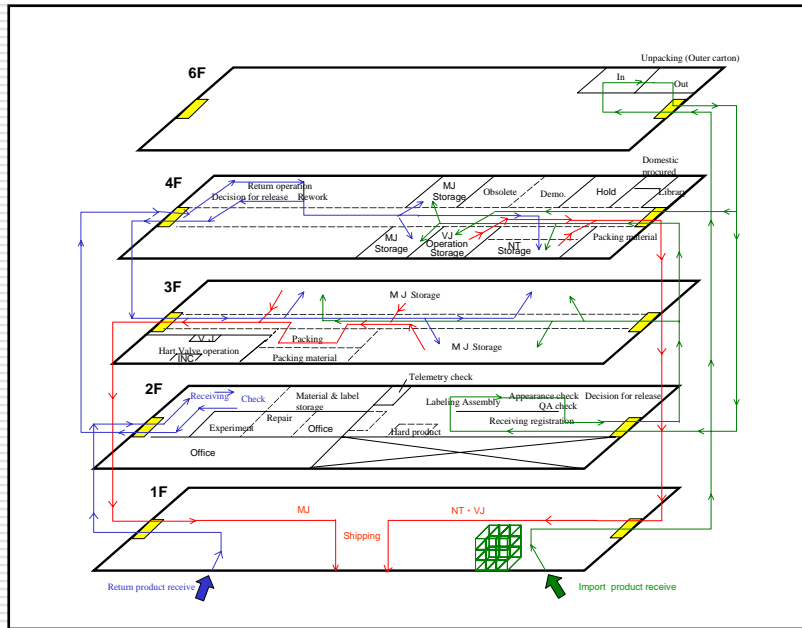 Unpacking (Outer carton)
6F
In
Out
Domestic
procured
4F
Return operation
Decision for release
Rework
MJ
Storage
Obsolete
Demo.
Hold
Library
MJ
Storage
VJ
Operation
Storage
NT
Storage
Packing material
3F
MJ Storage
VJ
Hart Valve operation
INC
Packing
Packing material
MJ Storage
Telemetry check
2F
Receiving
Check
Material & label
storage
Labeling Assembly
Appearance check
QA check
Decision for release
Repair
Experiment
Office
Hard product
Receiving registration
Office
1F
MJ
NT・VJ
Shipping
Return product receive
Import product receive